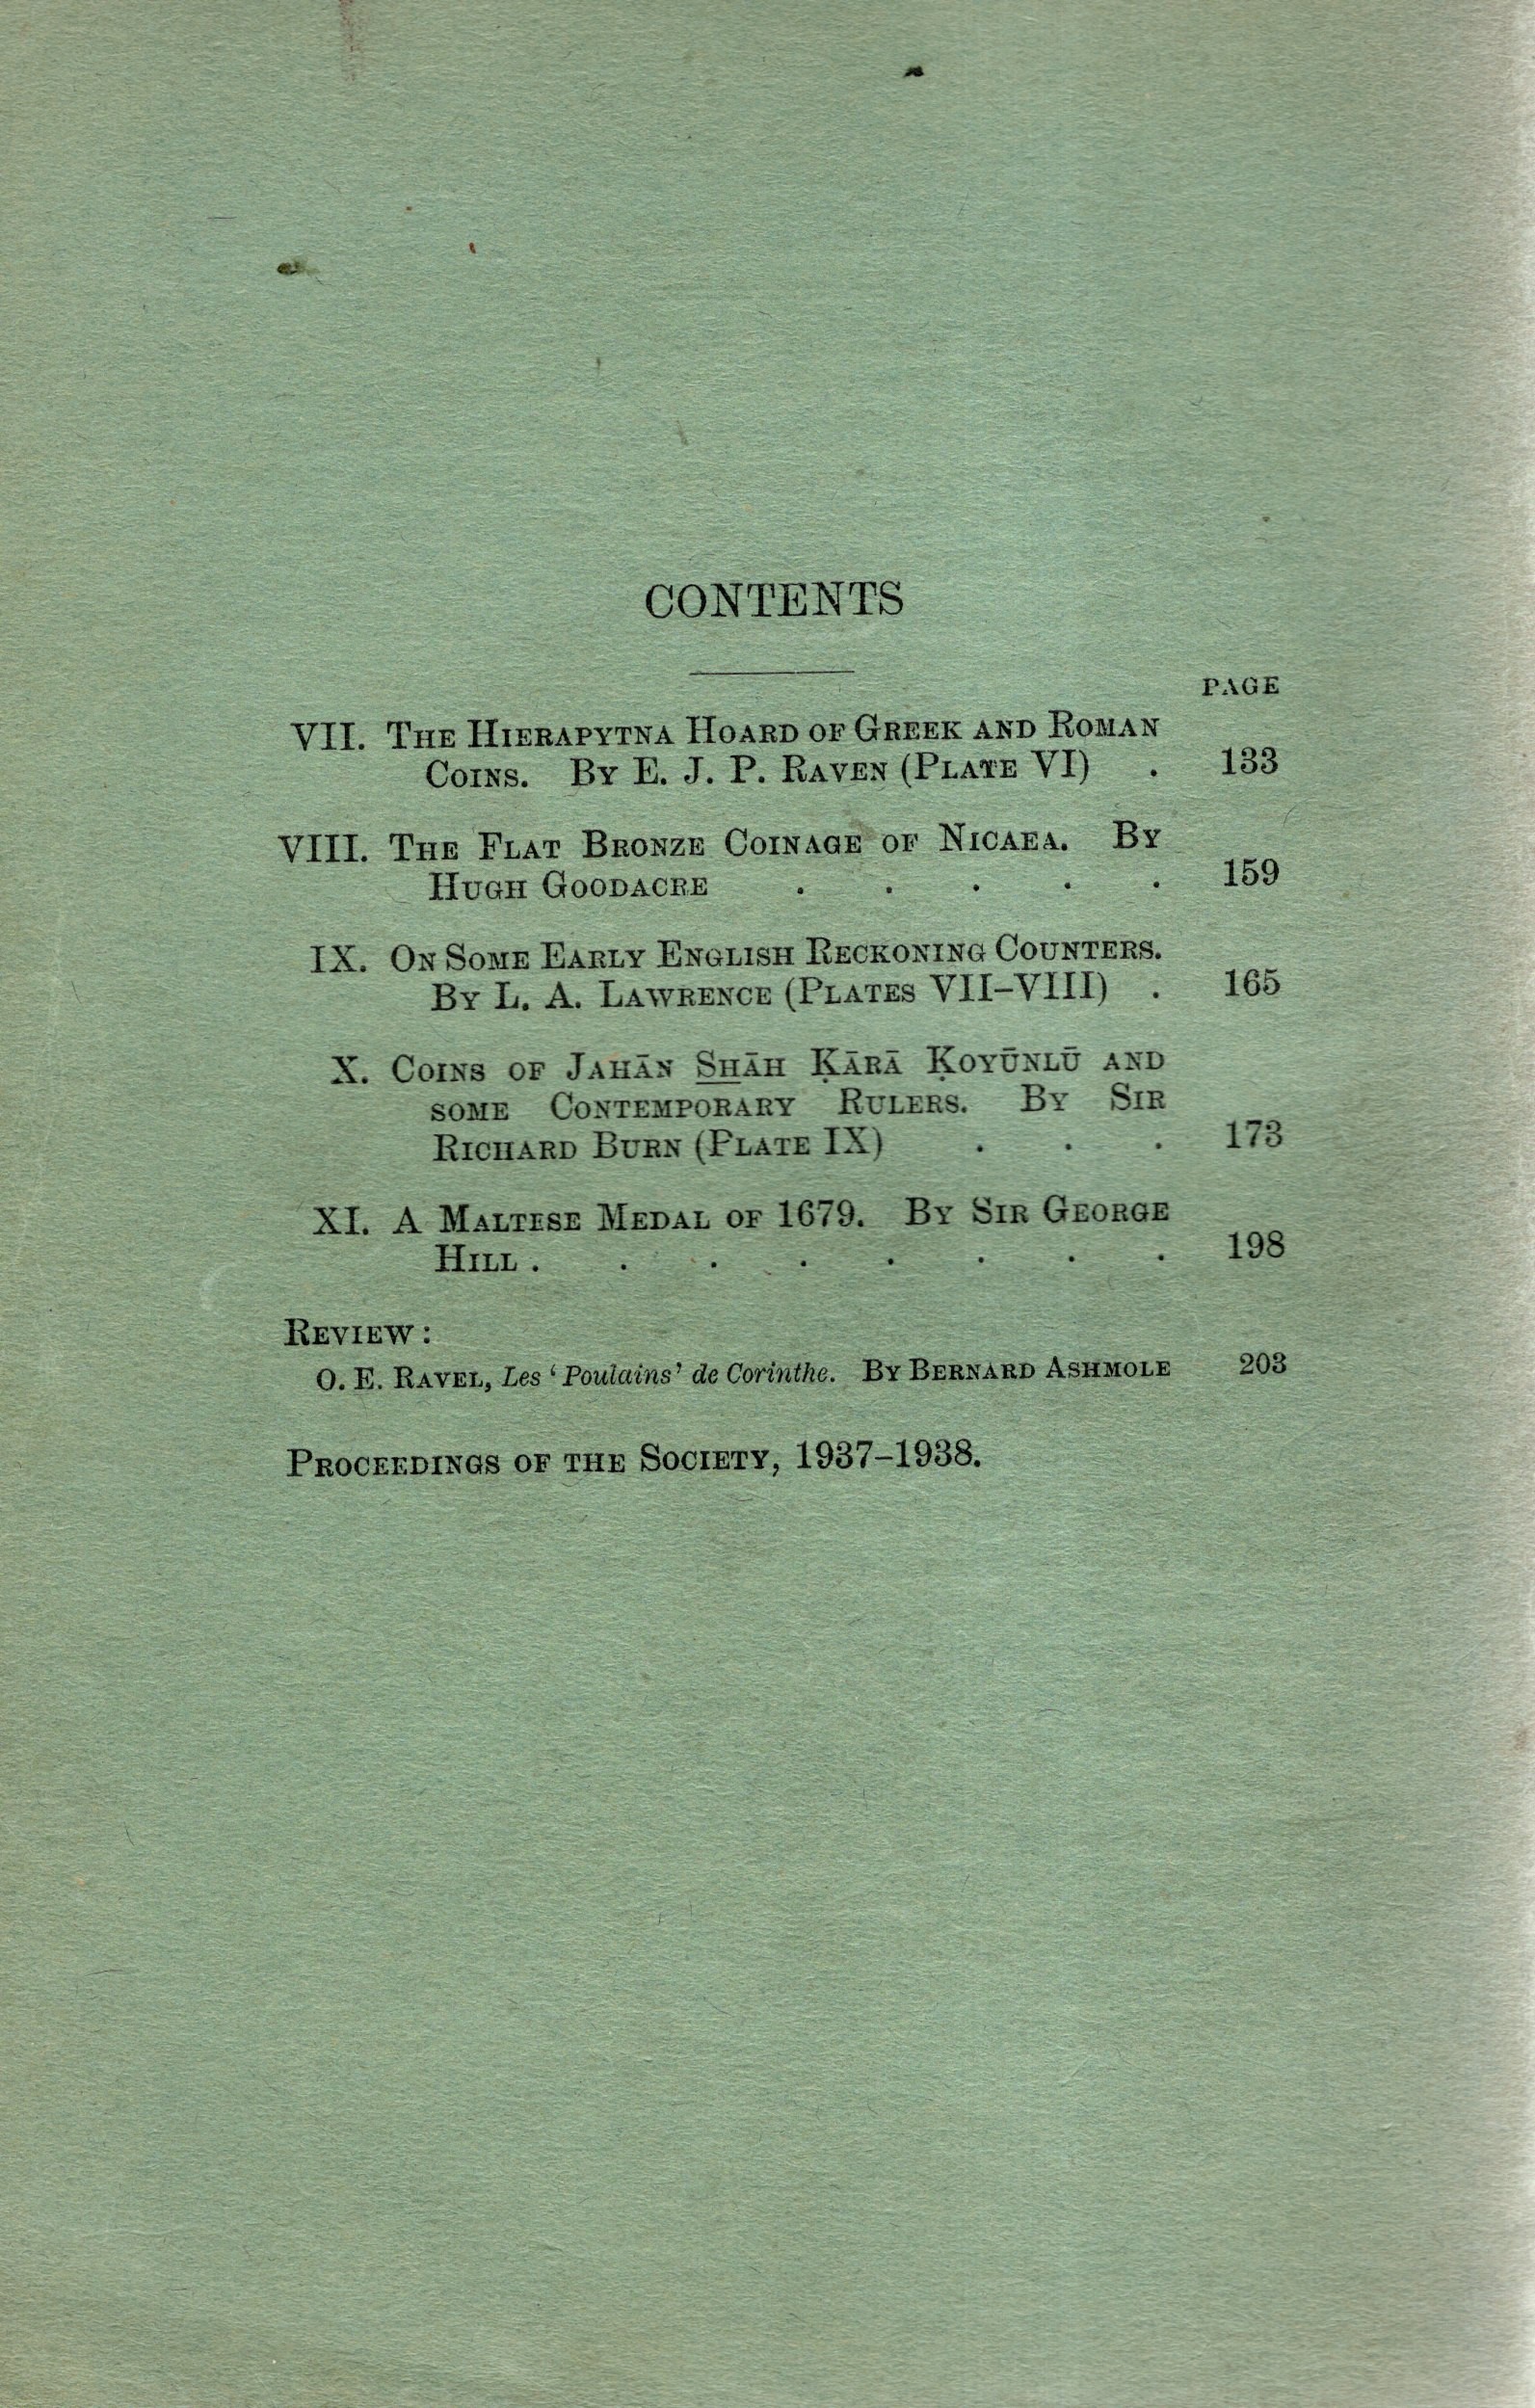 CONTENTS
PAGE
VII. The Hierapytna Hoard of Greek and Roman
Coins. By E. J. P. Raven (Plate VI) . 133
VIII. The Flat Bronze Coinage of Nicaea. By
Hugh Goodacre . . . . . 159
IX. On Some Early English Reckoning Counters.
By L. A. Lawrence (Plates VII–VIII) . 165
X. Coins of Jahān Shāh Ḳārā Ḳoyūnlū and
some Contemporary Rulers. By Sir
Richard Burn (Plate IX) . . . 173
XI. A Maltese Medal of 1679. By Sir George
Hill . . . . . . . . 198
Review:
O. E. Ravel, Les ‘Poulains’ de Corinthe. By Bernard Ashmole 203
Proceedings of the Society, 1937–1938.